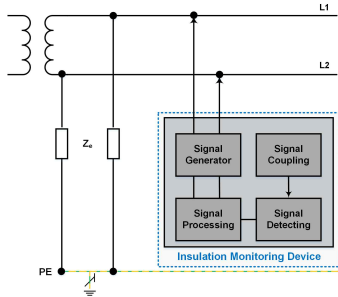 L1
L2
Zₑ
Signal
Generator
Signal
Coupling
Signal
Processing
Signal
Detecting
Insulation Monitoring Device
PE